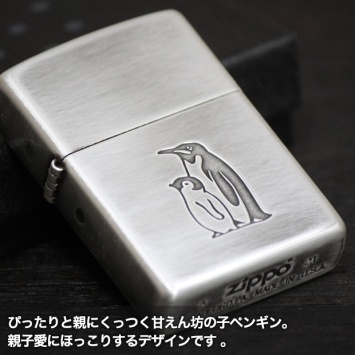 zippo
ぴったりと親にくっつく甘えん坊の子ペンギン。
親子愛にほっこりするデザインです。